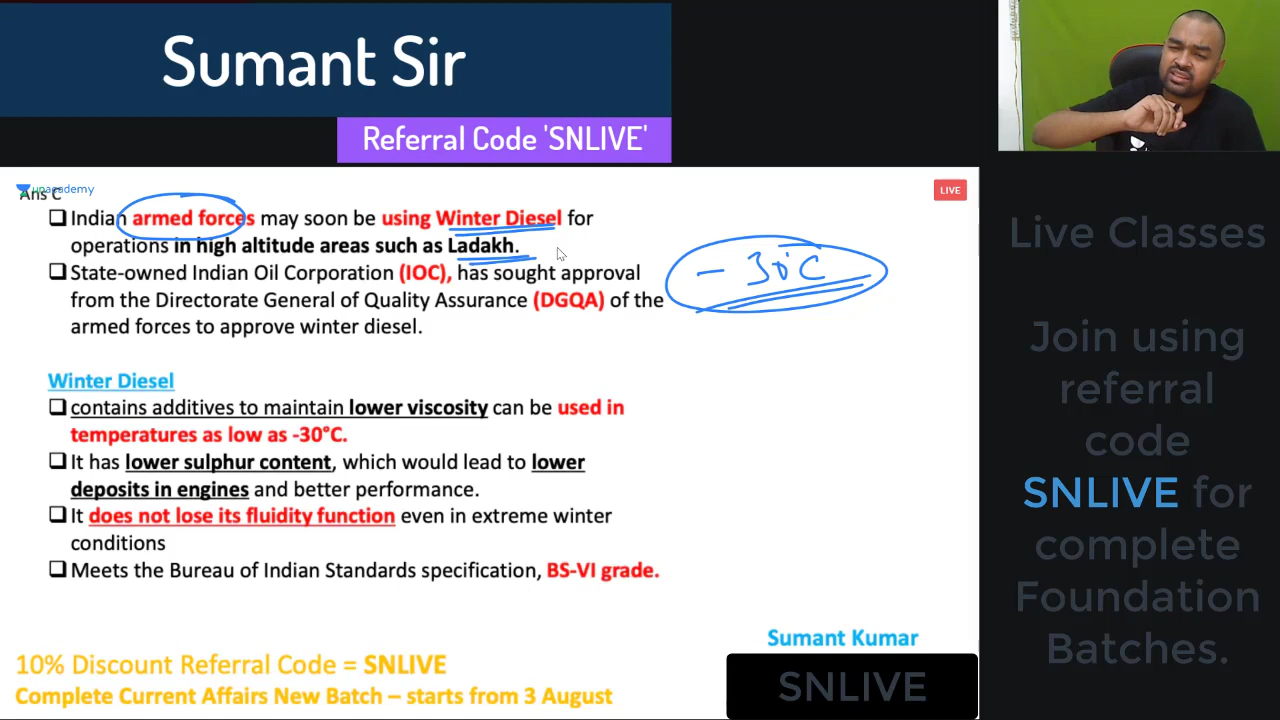 Sumant Sir
Referral Code 'SNLIVE'
unacademy
Ans C
LIVE
❑ Indian armed forces may soon be using Winter Diesel for
operations in high altitude areas such as Ladakh.
❑ State-owned Indian Oil Corporation (IOC), has sought approval
from the Directorate General of Quality Assurance (DGQA) of the
armed forces to approve winter diesel.
- 30°C
Winter Diesel
❑ contains additives to maintain lower viscosity can be used in
temperatures as low as -30°C.
❑ It has lower sulphur content, which would lead to lower
deposits in engines and better performance.
❑ It does not lose its fluidity function even in extreme winter
conditions
❑ Meets the Bureau of Indian Standards specification, BS-VI grade.
Sumant Kumar
10% Discount Referral Code = SNLIVE
Complete Current Affairs New Batch – starts from 3 August
SNLIVE
Live Classes
Join using
referral
code
SNLIVE for
complete
Foundation
Batches.